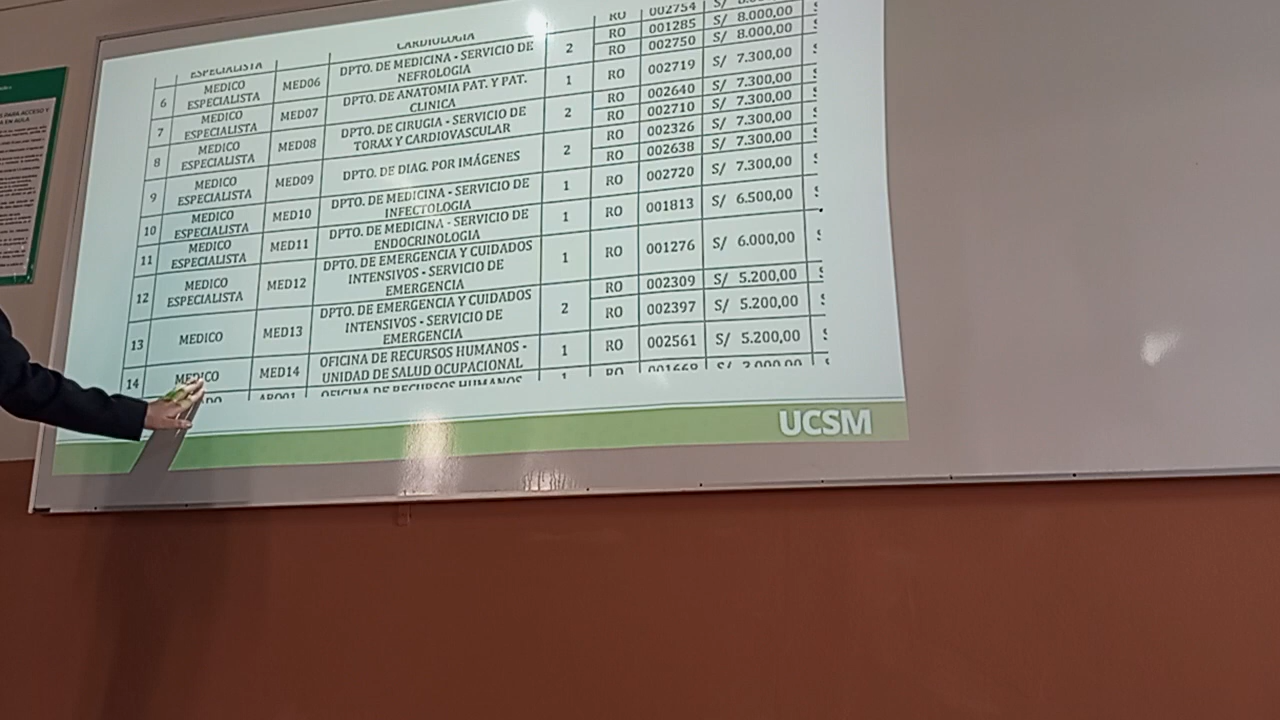 RO 002754 S/
ESPECIALISTA CARDIOLOGIA
6 MEDICO ESPECIALISTA MED06 DPTO. DE MEDICINA - SERVICIO DE NEFROLOGIA 2 RO 001285 S/ 8.000,00
RO 002750 S/ 8.000,00
7 MEDICO ESPECIALISTA MED07 DPTO. DE ANATOMIA PAT. Y PAT. CLINICA 1 RO 002719 S/ 7.300,00
8 MEDICO ESPECIALISTA MED08 DPTO. DE CIRUGIA - SERVICIO DE TORAX Y CARDIOVASCULAR 2 RO 002640 S/ 7.300,00
RO 002710 S/ 7.300,00
9 MEDICO ESPECIALISTA MED09 DPTO. DE DIAG. POR IMÁGENES 2 RO 002326 S/ 7.300,00
RO 002638 S/ 7.300,00
10 MEDICO ESPECIALISTA MED10 DPTO. DE MEDICINA - SERVICIO DE INFECTOLOGIA 1 RO 002720 S/ 7.300,00
11 MEDICO ESPECIALISTA MED11 DPTO. DE MEDICINA - SERVICIO DE ENDOCRINOLOGIA 1 RO 001813 S/ 6.500,00
12 MEDICO ESPECIALISTA MED12 DPTO. DE EMERGENCIA Y CUIDADOS INTENSIVOS - SERVICIO DE EMERGENCIA 1 RO 001276 S/ 6.000,00
13 MEDICO MED13 DPTO. DE EMERGENCIA Y CUIDADOS INTENSIVOS - SERVICIO DE EMERGENCIA 2 RO 002309 S/ 5.200,00
RO 002397 S/ 5.200,00
14 MEDICO MED14 OFICINA DE RECURSOS HUMANOS - UNIDAD DE SALUD OCUPACIONAL 1 RO 002561 S/ 5.200,00
OFICINA DE RECURSOS HUMANOS 1 RO
UCSM